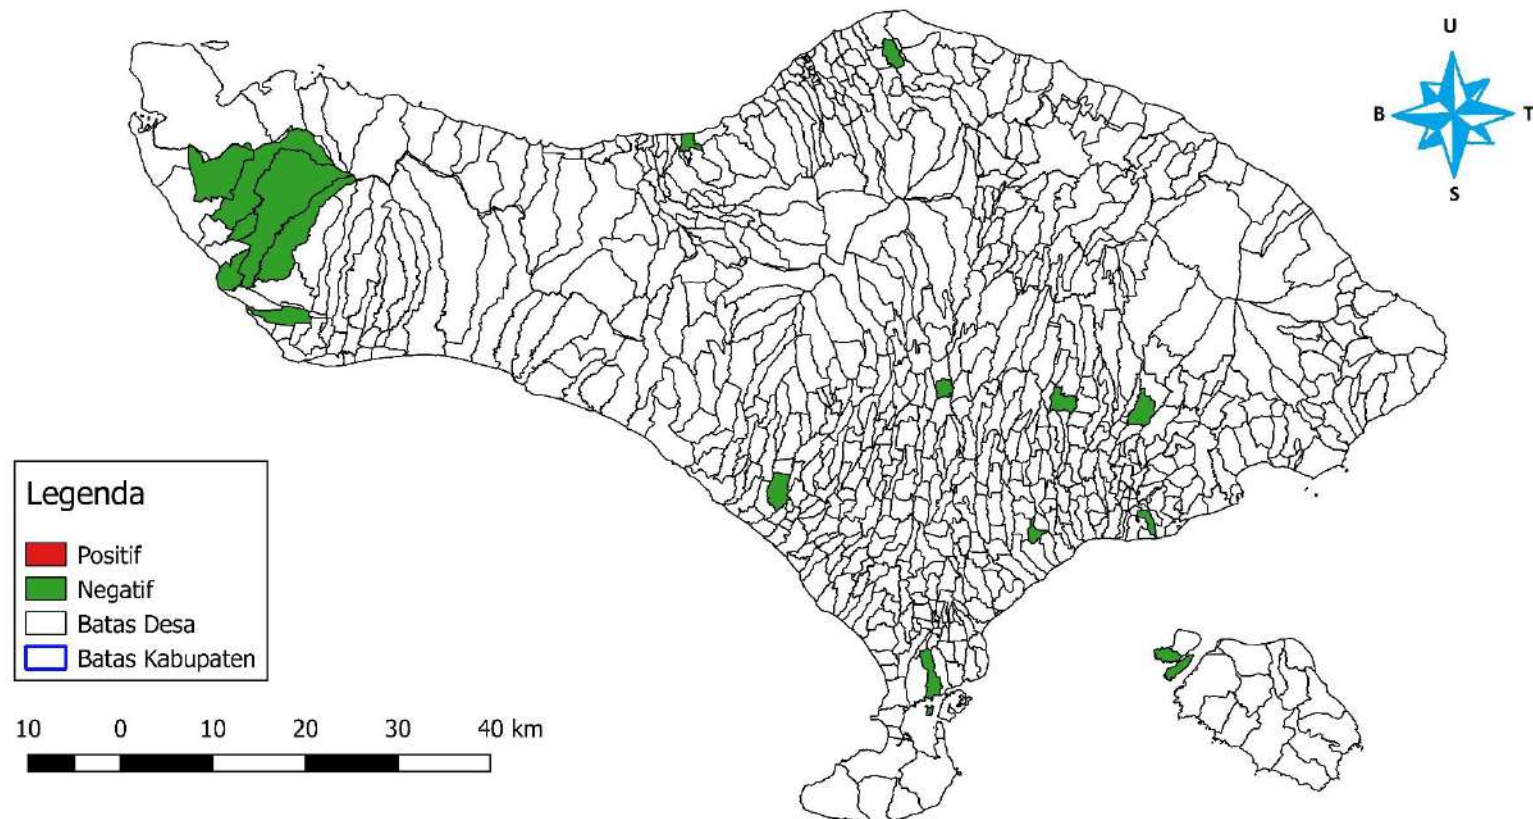 U
B
T
S
Legenda
Positif
Negatif
Batas Desa
Batas Kabupaten
10 0 10 20 30 40 km